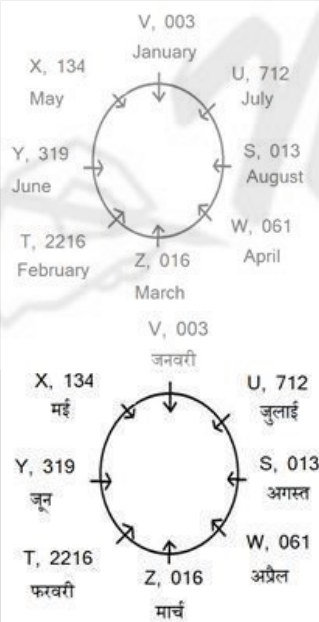 V, 003
January
X, 134
May
U, 712
July
Y, 319
June
S, 013
August
T, 2216
February
Z, 016
March
W, 061
April
V, 003
जनवरी
X, 134
मई
U, 712
जुलाई
Y, 319
जून
S, 013
अगस्त
T, 2216
फरवरी
Z, 016
मार्च
W, 061
अप्रैल